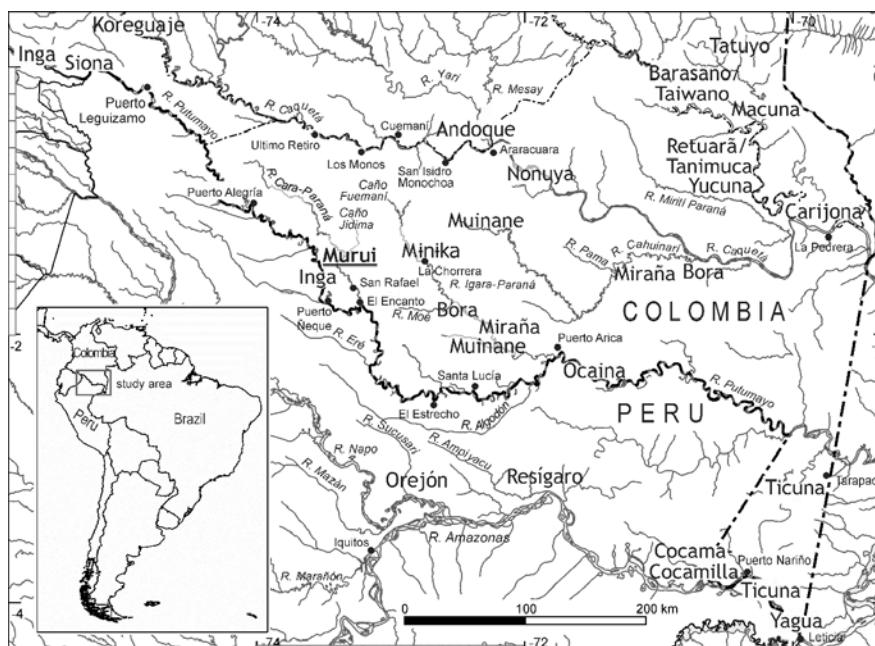 -74
-72
-70
Koreguaje
Inga
Siona
Tatuyo
Barasano/
Taiwano
Macuna
R. Yarí
R. Mesay
R. Putumayo
R. Caquetá
Puerto
Leguizamo
Cuemaní
Andoque
Ultimo Retiro
Araracuara
Los Monos
San Isidro
Monochoa
Retuarã/
Tanimuca
Yucuna
Nonuya
R. Cara-Paraná
Caño
Fuemaní
Puerto Alegría
Caño
Jidima
Muinane
R. Miriti Paraná
Carijona
La Pedrera
Murui
Minika
La Chorrera
R. Pama
R. Cahuinarí
R. Caquetá
Miraña
Bora
San Rafael
Inga
El Encanto
R. Igara-Paraná
Puerto
Ñeque
R. Moe
Bora
COLOMBIA
-2
R. Eré
Miraña
Muinane
Puerto Arica
Santa Lucía
Ocaina
R. Putumayo
El Estrecho
R. Algodón
PERU
R. Sucusari
R. Ampiyacu
R. Napo
R. Mazán
Orejón
Resígaro
Ticuna
Tarapac
Iquitos
R. Amazonas
Cocama-
Cocamilla
Puerto Nariño
R. Marañón
Ticuna
-4
0
100
200 km
Yagua
Leticia
-74
-72
Colombia
study area
Peru
Brazil